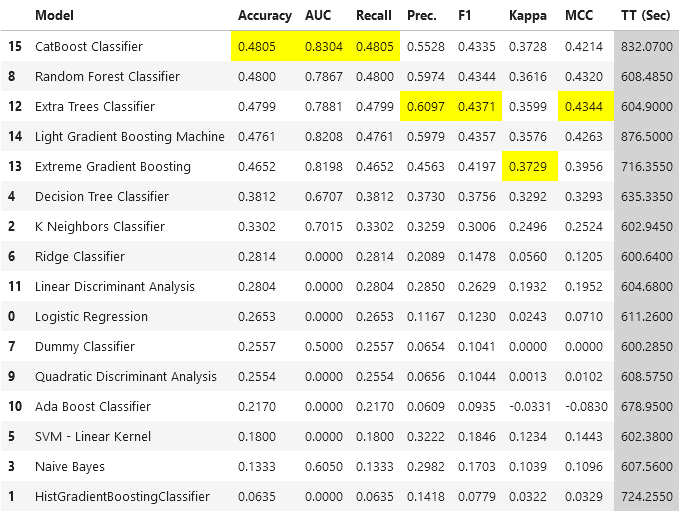 Model Accuracy AUC Recall Prec. F1 Kappa MCC TT (Sec)
15 CatBoost Classifier 0.4805 0.8304 0.4805 0.5528 0.4335 0.3728 0.4214 832.0700
8 Random Forest Classifier 0.4800 0.7867 0.4800 0.5974 0.4344 0.3616 0.4320 608.4850
12 Extra Trees Classifier 0.4799 0.7881 0.4799 0.6097 0.4371 0.3599 0.4344 604.9000
14 Light Gradient Boosting Machine 0.4761 0.8208 0.4761 0.5979 0.4357 0.3576 0.4263 876.5000
13 Extreme Gradient Boosting 0.4652 0.8198 0.4652 0.4563 0.4197 0.3729 0.3956 716.3550
4 Decision Tree Classifier 0.3812 0.6707 0.3812 0.3730 0.3756 0.3292 0.3293 635.3350
2 K Neighbors Classifier 0.3302 0.7015 0.3302 0.3259 0.3006 0.2496 0.2524 602.9450
6 Ridge Classifier 0.2814 0.0000 0.2814 0.2089 0.1478 0.0560 0.1205 600.6400
11 Linear Discriminant Analysis 0.2804 0.0000 0.2804 0.2850 0.2629 0.1932 0.1952 604.6800
0 Logistic Regression 0.2653 0.0000 0.2653 0.1167 0.1230 0.0243 0.0710 611.2600
7 Dummy Classifier 0.2557 0.5000 0.2557 0.0654 0.1041 0.0000 0.0000 600.2850
9 Quadratic Discriminant Analysis 0.2554 0.0000 0.2554 0.0656 0.1044 0.0013 0.0102 608.5750
10 Ada Boost Classifier 0.2170 0.0000 0.2170 0.0609 0.0935 -0.0331 -0.0830 678.9500
5 SVM - Linear Kernel 0.1800 0.0000 0.1800 0.3222 0.1846 0.1234 0.1443 602.3800
3 Naive Bayes 0.1333 0.6050 0.1333 0.2982 0.1703 0.1039 0.1096 607.5600
1 HistGradientBoostingClassifier 0.0635 0.0000 0.0635 0.1418 0.0779 0.0322 0.0329 724.2550